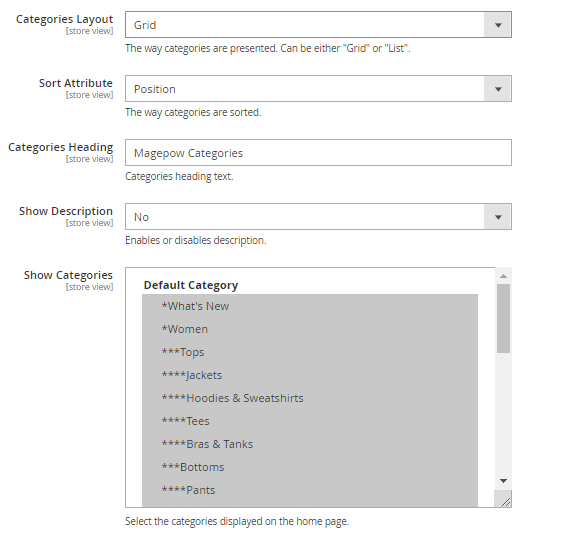 Categories Layout
[store view]
Grid
The way categories are presented. Can be either "Grid" or "List".
Sort Attribute
[store view]
Position
The way categories are sorted.
Categories Heading
[store view]
Magepow Categories
Categories heading text.
Show Description
[store view]
No
Enables or disables description.
Show Categories
[store view]
Default Category
*What's New
*Women
***Tops
****Jackets
****Hoodies & Sweatshirts
****Tees
****Bras & Tanks
***Bottoms
****Pants
Select the categories displayed on the home page.